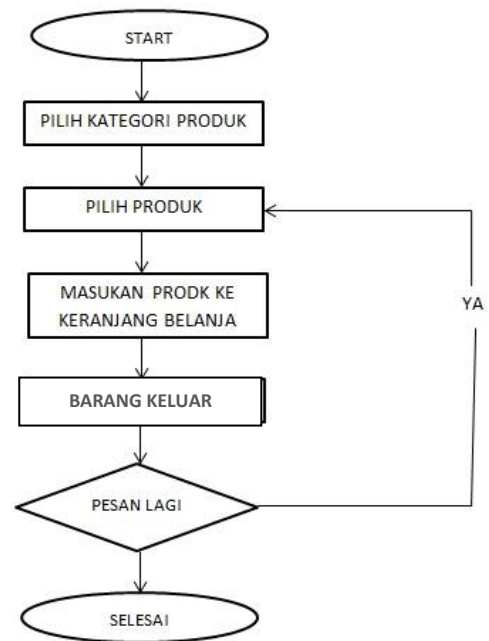 START
PILIH KATEGORI PRODUK
PILIH PRODUK
MASUKAN PRODK KE
KERANJANG BELANJA
YA
BARANG KELUAR
PESAN LAGI
SELESAI